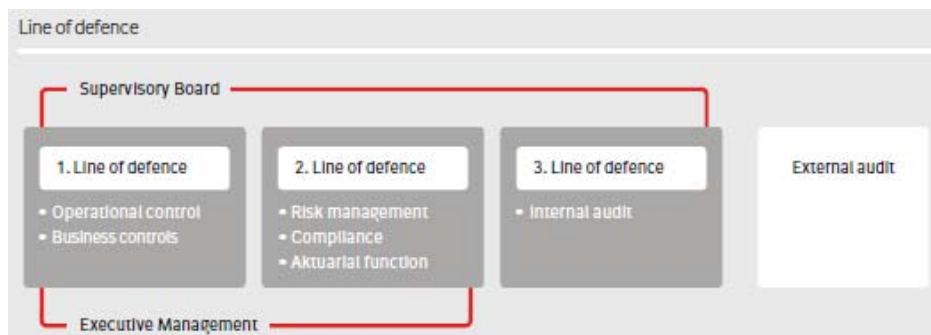 Line of defence
Supervisory Board
1. Line of defence
• Operational control
• Business controls
2. Line of defence
• Risk management
• Compliance
• Aktuarial function
3. Line of defence
• Internal audit
External audit
Executive Management